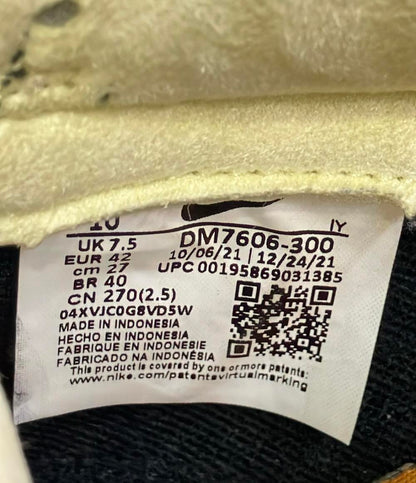 10 IY
UK 7.5 DM7606-300
EUR 42 10/06/21 | 12/24/21
cm 27 UPC 00195869031385
BR 40
CN 270(2.5)
04XVJC0G8VD5W
MADE IN INDONESIA
HECHO EN INDONESIA
FABRIQUE EN INDONESIE
FABRICADO NA INDONÉSIA
This product is covered by one or more patents:
www.nike.com/patentsvirtualmarking